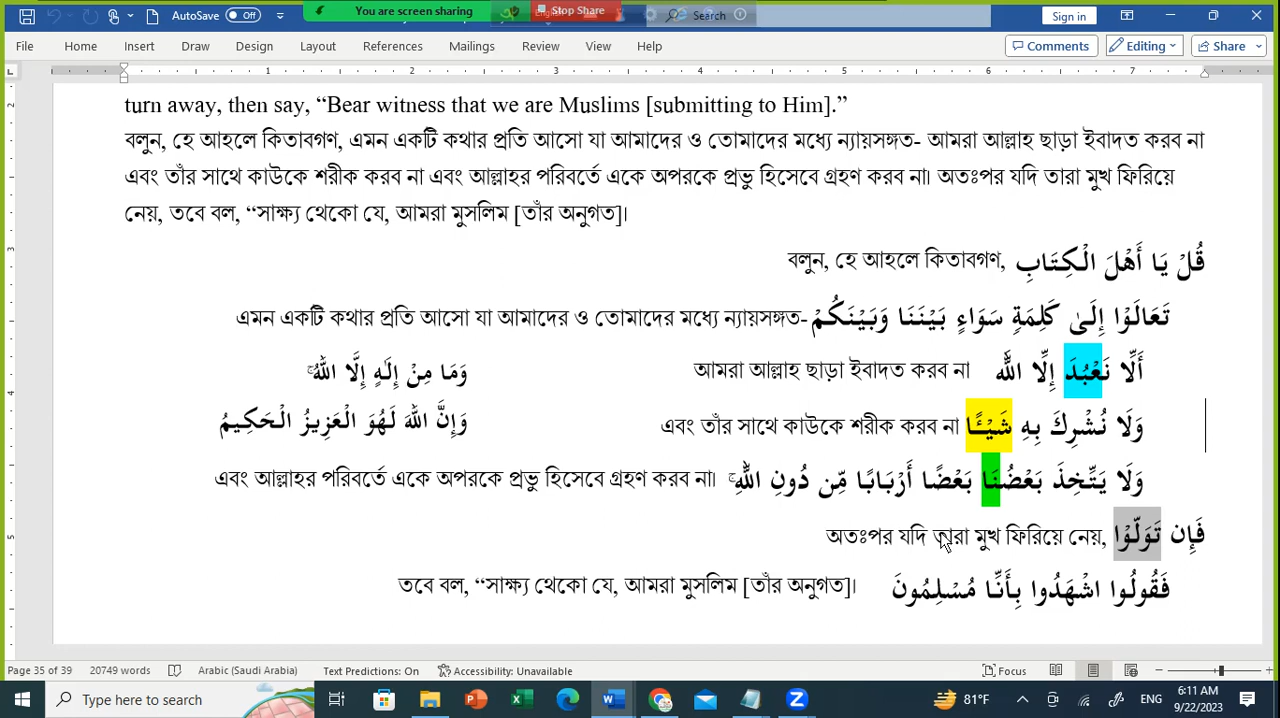 AutoSave Off
You are screen sharing
Stop Share
Search
Sign in
File Home Insert Draw Design Layout References Mailings Review View Help
Comments Editing Share
1 2 3 4 5 6 7
turn away, then say, “Bear witness that we are Muslims [submitting to Him].”
বলুন, হে আহলে কিতাবগণ, এমন একটি কথার প্রতি আসো যা আমাদের ও তোমাদের মধ্যে ন্যায়সঙ্গত- আমরা আল্লাহ ছাড়া ইবাদত করব না
এবং তাঁর সাথে কাউকে শরীক করব না এবং আল্লাহর পরিবর্তে একে অপরকে প্রভু হিসেবে গ্রহণ করব না। অতঃপর যদি তারা মুখ ফিরিয়ে
নেয়, তবে বল, “সাক্ষ্য থেকো যে, আমরা মুসলিম [তাঁর অনুগত]।
قُلْ يَا أَهْلَ الْكِتَابِ বলুন, হে আহলে কিতাবগণ,
تَعَالَوْا إِلَىٰ كَلِمَةٍ سَوَاءٍ بَيْنَنَا وَبَيْنَكُمْ এমন একটি কথার প্রতি আসো যা আমাদের ও তোমাদের মধ্যে ন্যায়সঙ্গত-
أَلَّا نَعْبُدَ إِلَّا اللَّهَ আমরা আল্লাহ ছাড়া ইবাদত করব না وَمَا مِنْ إِلَٰهٍ إِلَّا اللَّهُ ۚ
وَلَا نُشْرِكَ بِهِ شَيْئًا এবং তাঁর সাথে কাউকে শরীক করব না وَإِنَّ اللَّهَ لَهُوَ الْعَزِيزُ الْحَكِيمُ
وَلَا يَتَّخِذَ بَعْضُنَا بَعْضًا أَرْبَابًا مِّن دُونِ اللَّهِ ۚ এবং আল্লাহর পরিবর্তে একে অপরকে প্রভু হিসেবে গ্রহণ করব না।
فَإِن تَوَلَّوْا অতঃপর যদি তারা মুখ ফিরিয়ে নেয়,
فَقُولُوا اشْهَدُوا بِأَنَّا مُسْلِمُونَ তবে বল, “সাক্ষ্য থেকো যে, আমরা মুসলিম [তাঁর অনুগত]।
Page 35 of 39 20749 words Arabic (Saudi Arabia) Text Predictions: On Accessibility: Unavailable Focus
Type here to search 81°F ENG 6:11 AM
9/22/2023